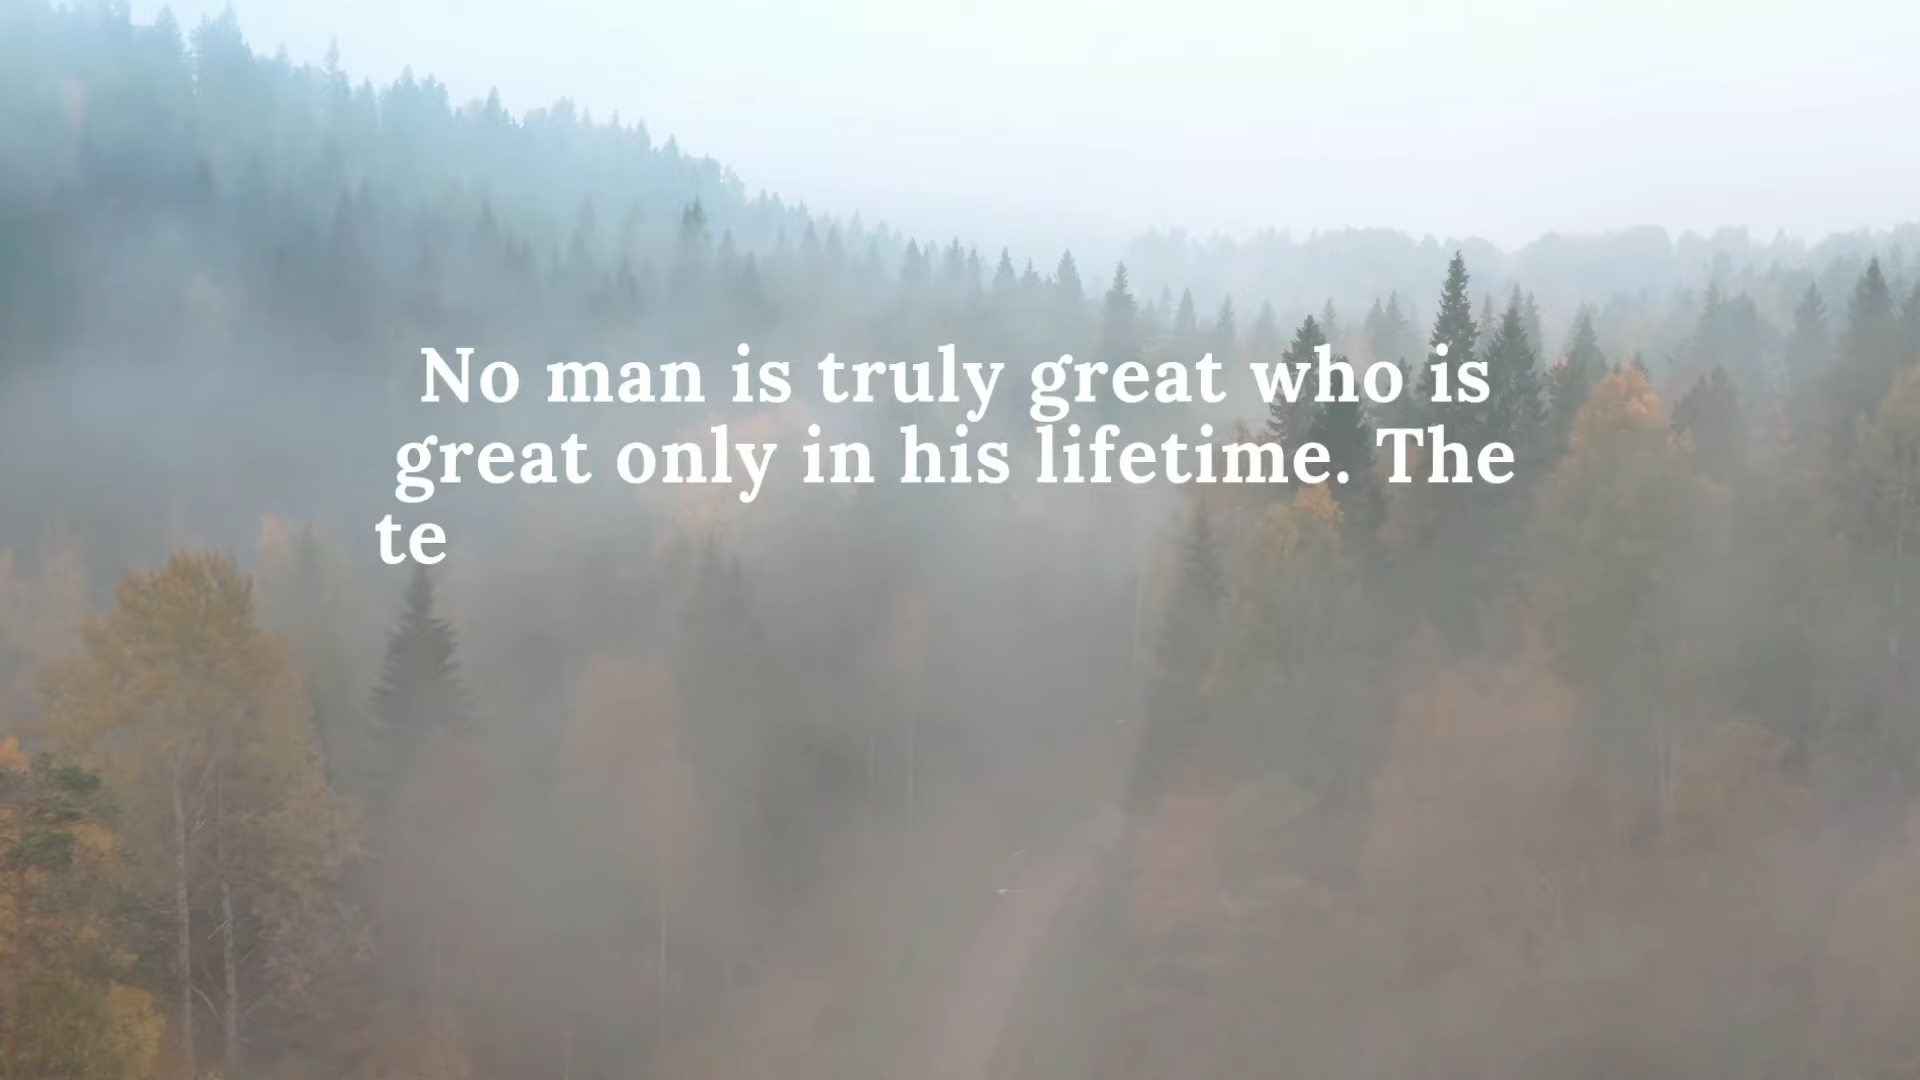 No man is truly great who is
great only in his lifetime. The
te